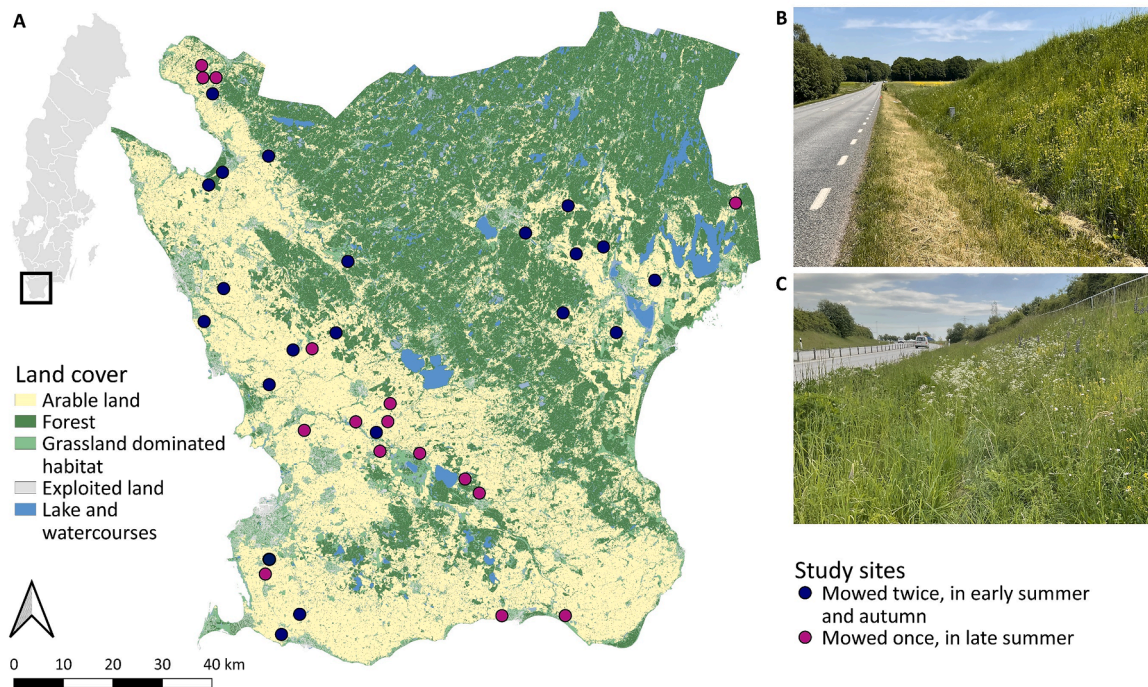 A
Land cover
Arable land
Forest
Grassland dominated
habitat
Exploited land
Lake and
watercourses
0 10 20 30 40 km
B
C
Study sites
Mowed twice, in early summer
and autumn
Mowed once, in late summer